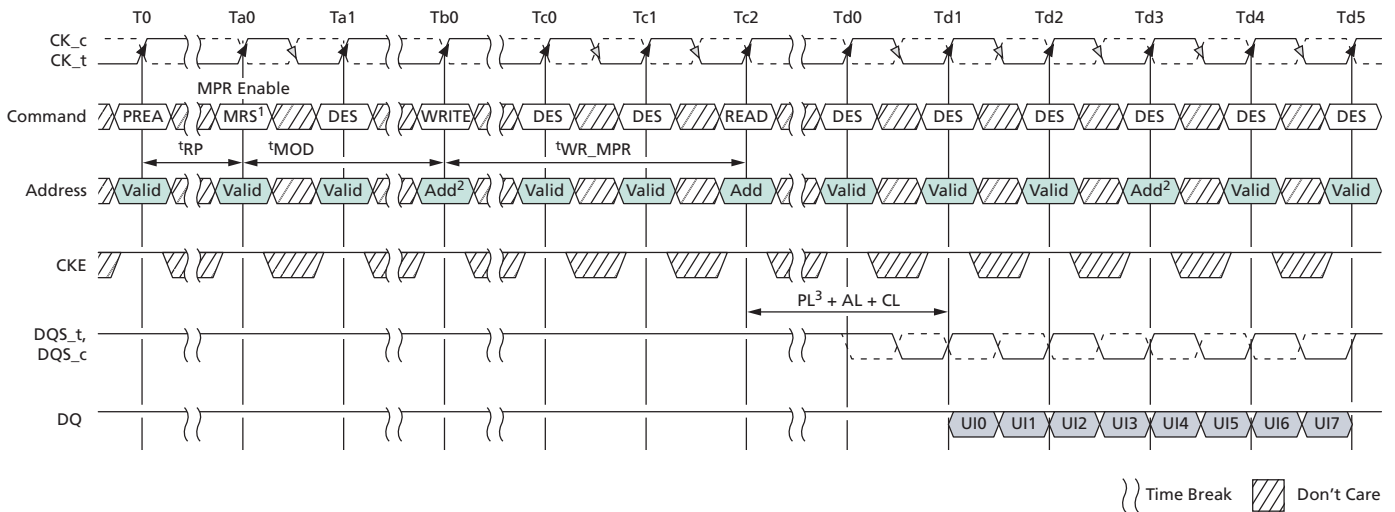 T0 Ta0 Ta1 Tb0 Tc0 Tc1 Tc2 Td0 Td1 Td2 Td3 Td4 Td5
CK_c
CK_t
MPR Enable
Command PREA MRS¹ DES WRITE DES DES READ DES DES DES DES DES DES
tRP tMOD tWR_MPR
Address Valid Valid Valid Add² Valid Valid Add Valid Valid Valid Add² Valid Valid
CKE
PL³ + AL + CL
DQS_t,
DQS_c
DQ UI0 UI1 UI2 UI3 UI4 UI5 UI6 UI7
Time Break Don't Care